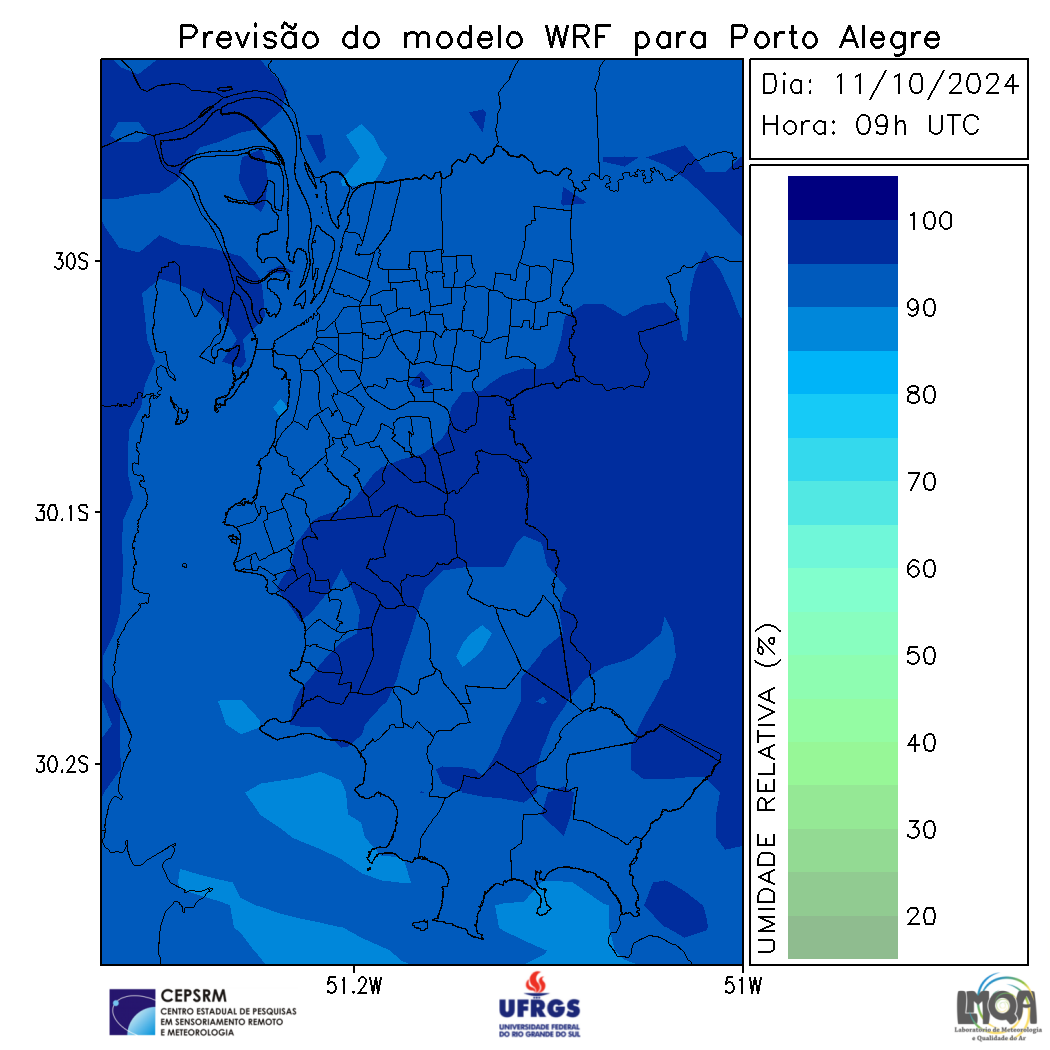 Previsão do modelo WRF para Porto Alegre
Dia: 11/10/2024
Hora: 09h UTC
100
90
80
70
60
50
40
30
20
UMIDADE RELATIVA (%)
30S
30.1S
30.2S
51.2W
51W
CEPSRM
CENTRO ESTADUAL DE PESQUISAS
EM SENSORIAMENTO REMOTO
E METEOROLOGIA
UFRGS
UNIVERSIDADE FEDERAL
DO RIO GRANDE DO SUL
LMQA
Laboratório de Meteorologia
e Qualidade do Ar